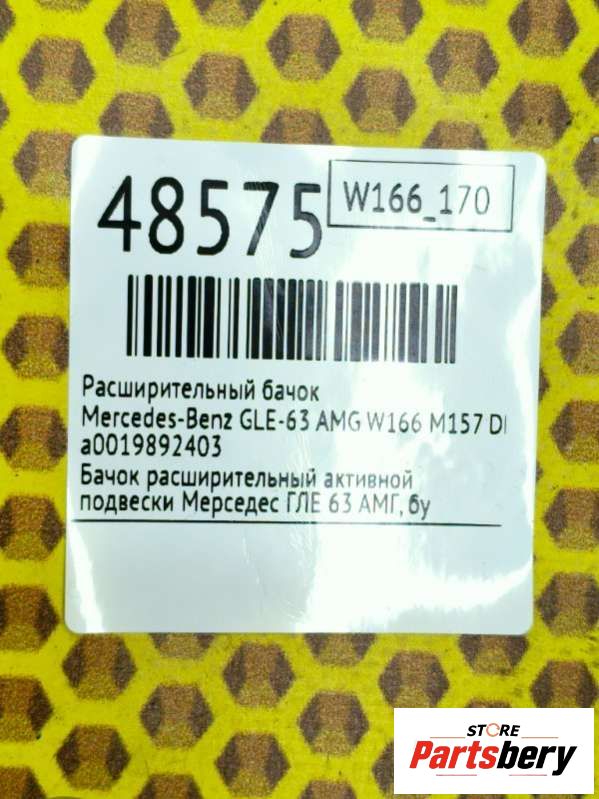 48575
W166_170
Расширительный бачок
Mercedes-Benz GLE-63 AMG W166 M157 DI
a0019892403
Бачок расширительный активной
подвески Мерседес ГЛЕ 63 АМГ, бу
STORE
Partsbery